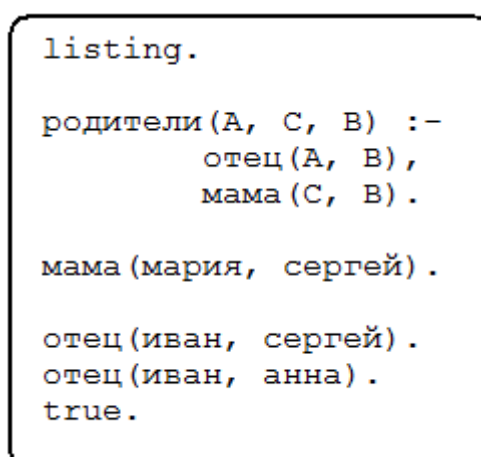 listing.
родители(A, C, B) :-
отец(A, B),
мама(C, B).
мама(мария, сергей).
отец(иван, сергей).
отец(иван, анна).
true.